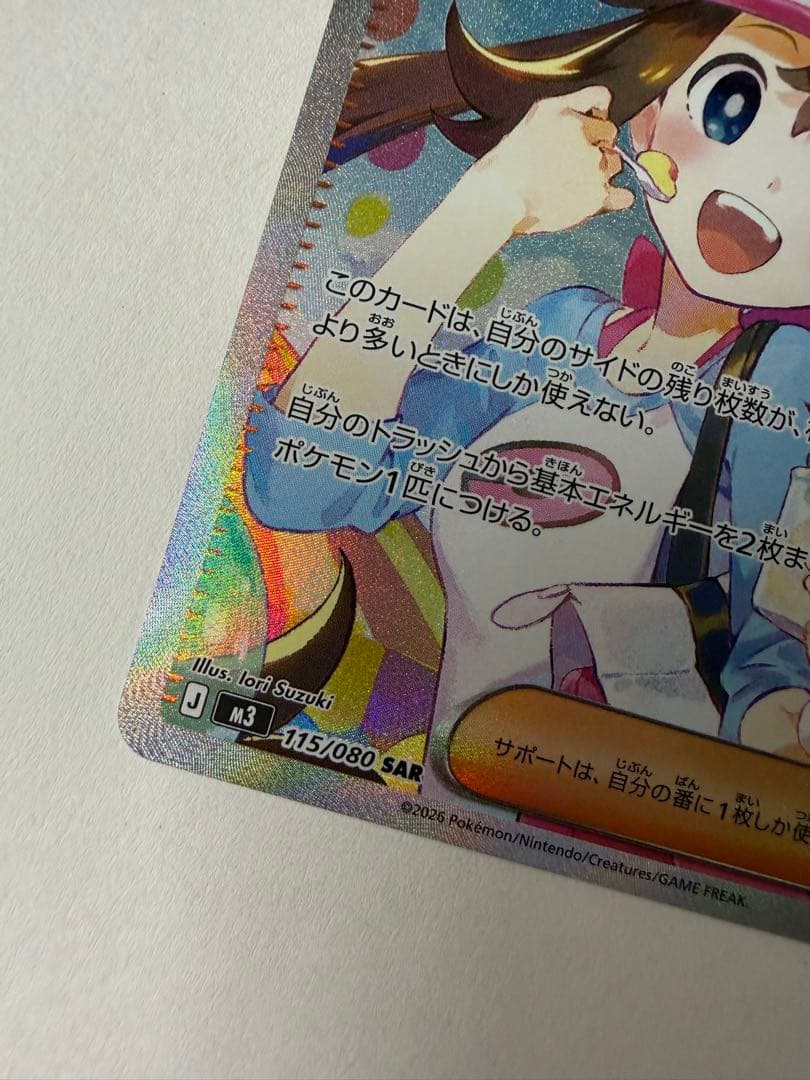 このカードは、自分のサイドの残り枚数が、
より多いときにしか使えない。
自分のトラッシュから基本エネルギーを2枚ま
ポケモン1匹につける。
Illus. Iori Suzuki
J M3 115/080 SAR
サポートは、自分の番に1枚しか使
©2026 Pokémon/Nintendo/Creatures/GAME FREAK.